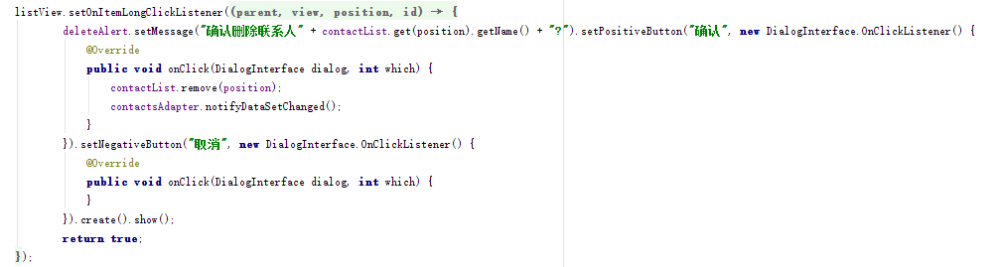 listView.setOnItemLongClickListener((parent, view, position, id) → {
deleteAlert.setMessage("确认删除联系人" + contactList.get(position).getName() + "?").setPositiveButton("确认", new DialogInterface.OnClickListener() {
@Override
public void onClick(DialogInterface dialog, int which) {
contactList.remove(position);
contactsAdapter.notifyDataSetChanged();
}
}).setNegativeButton("取消", new DialogInterface.OnClickListener() {
@Override
public void onClick(DialogInterface dialog, int which) {
}
}).create().show();
return true;
});